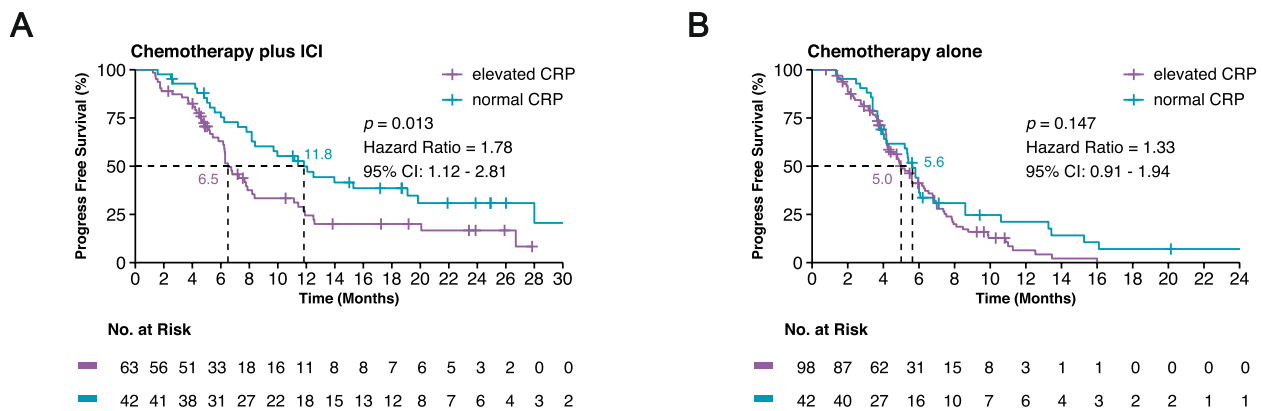 A
Chemotherapy plus ICI
Progress Free Survival (%)
100
75
50
25
0
elevated CRP
normal CRP
p = 0.013
Hazard Ratio = 1.78
95% CI: 1.12 - 2.81
11.8
6.5
0 2 4 6 8 10 12 14 16 18 20 22 24 26 28 30
Time (Months)
No. at Risk
63 56 51 33 18 16 11 8 8 7 6 5 3 2 0 0
42 41 38 31 27 22 18 15 13 12 8 7 6 4 3 2
B
Chemotherapy alone
Progress Free Survival (%)
100
75
50
25
0
elevated CRP
normal CRP
p = 0.147
Hazard Ratio = 1.33
95% CI: 0.91 - 1.94
5.6
5.0
0 2 4 6 8 10 12 14 16 18 20 22 24
Time (Months)
No. at Risk
98 87 62 31 15 8 3 1 1 0 0 0 0
42 40 27 16 10 7 6 4 3 2 2 1 1